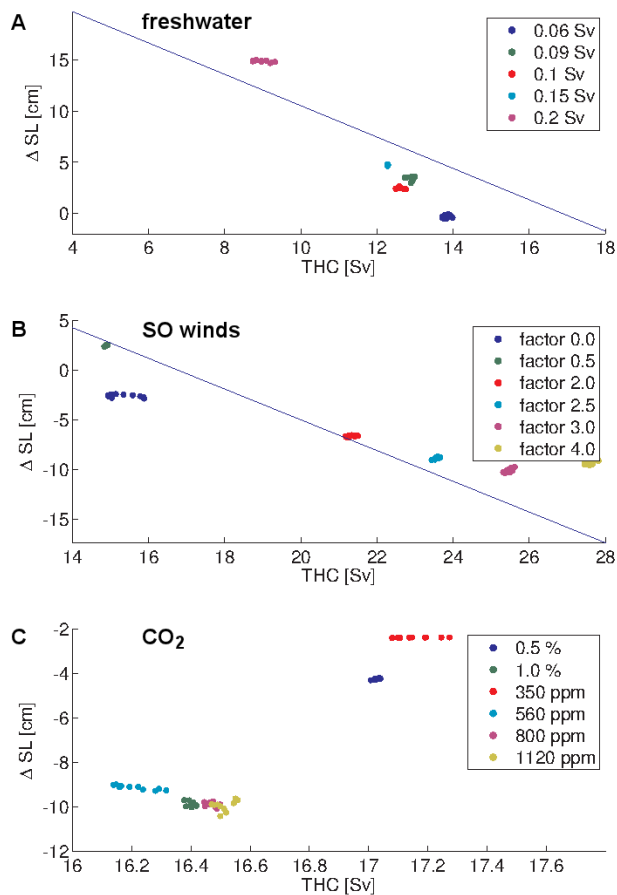 A
freshwater
0.06 Sv
0.09 Sv
0.1 Sv
0.15 Sv
0.2 Sv
15
10
5
0
Δ SL [cm]
4 6 8 10 12 14 16 18
THC [Sv]
B
SO winds
factor 0.0
factor 0.5
factor 2.0
factor 2.5
factor 3.0
factor 4.0
5
0
-5
-10
-15
Δ SL [cm]
14 16 18 20 22 24 26 28
THC [Sv]
C
CO₂
0.5 %
1.0 %
350 ppm
560 ppm
800 ppm
1120 ppm
-2
-4
-6
-8
-10
-12
Δ SL [cm]
16 16.2 16.4 16.6 16.8 17 17.2 17.4 17.6
THC [Sv]